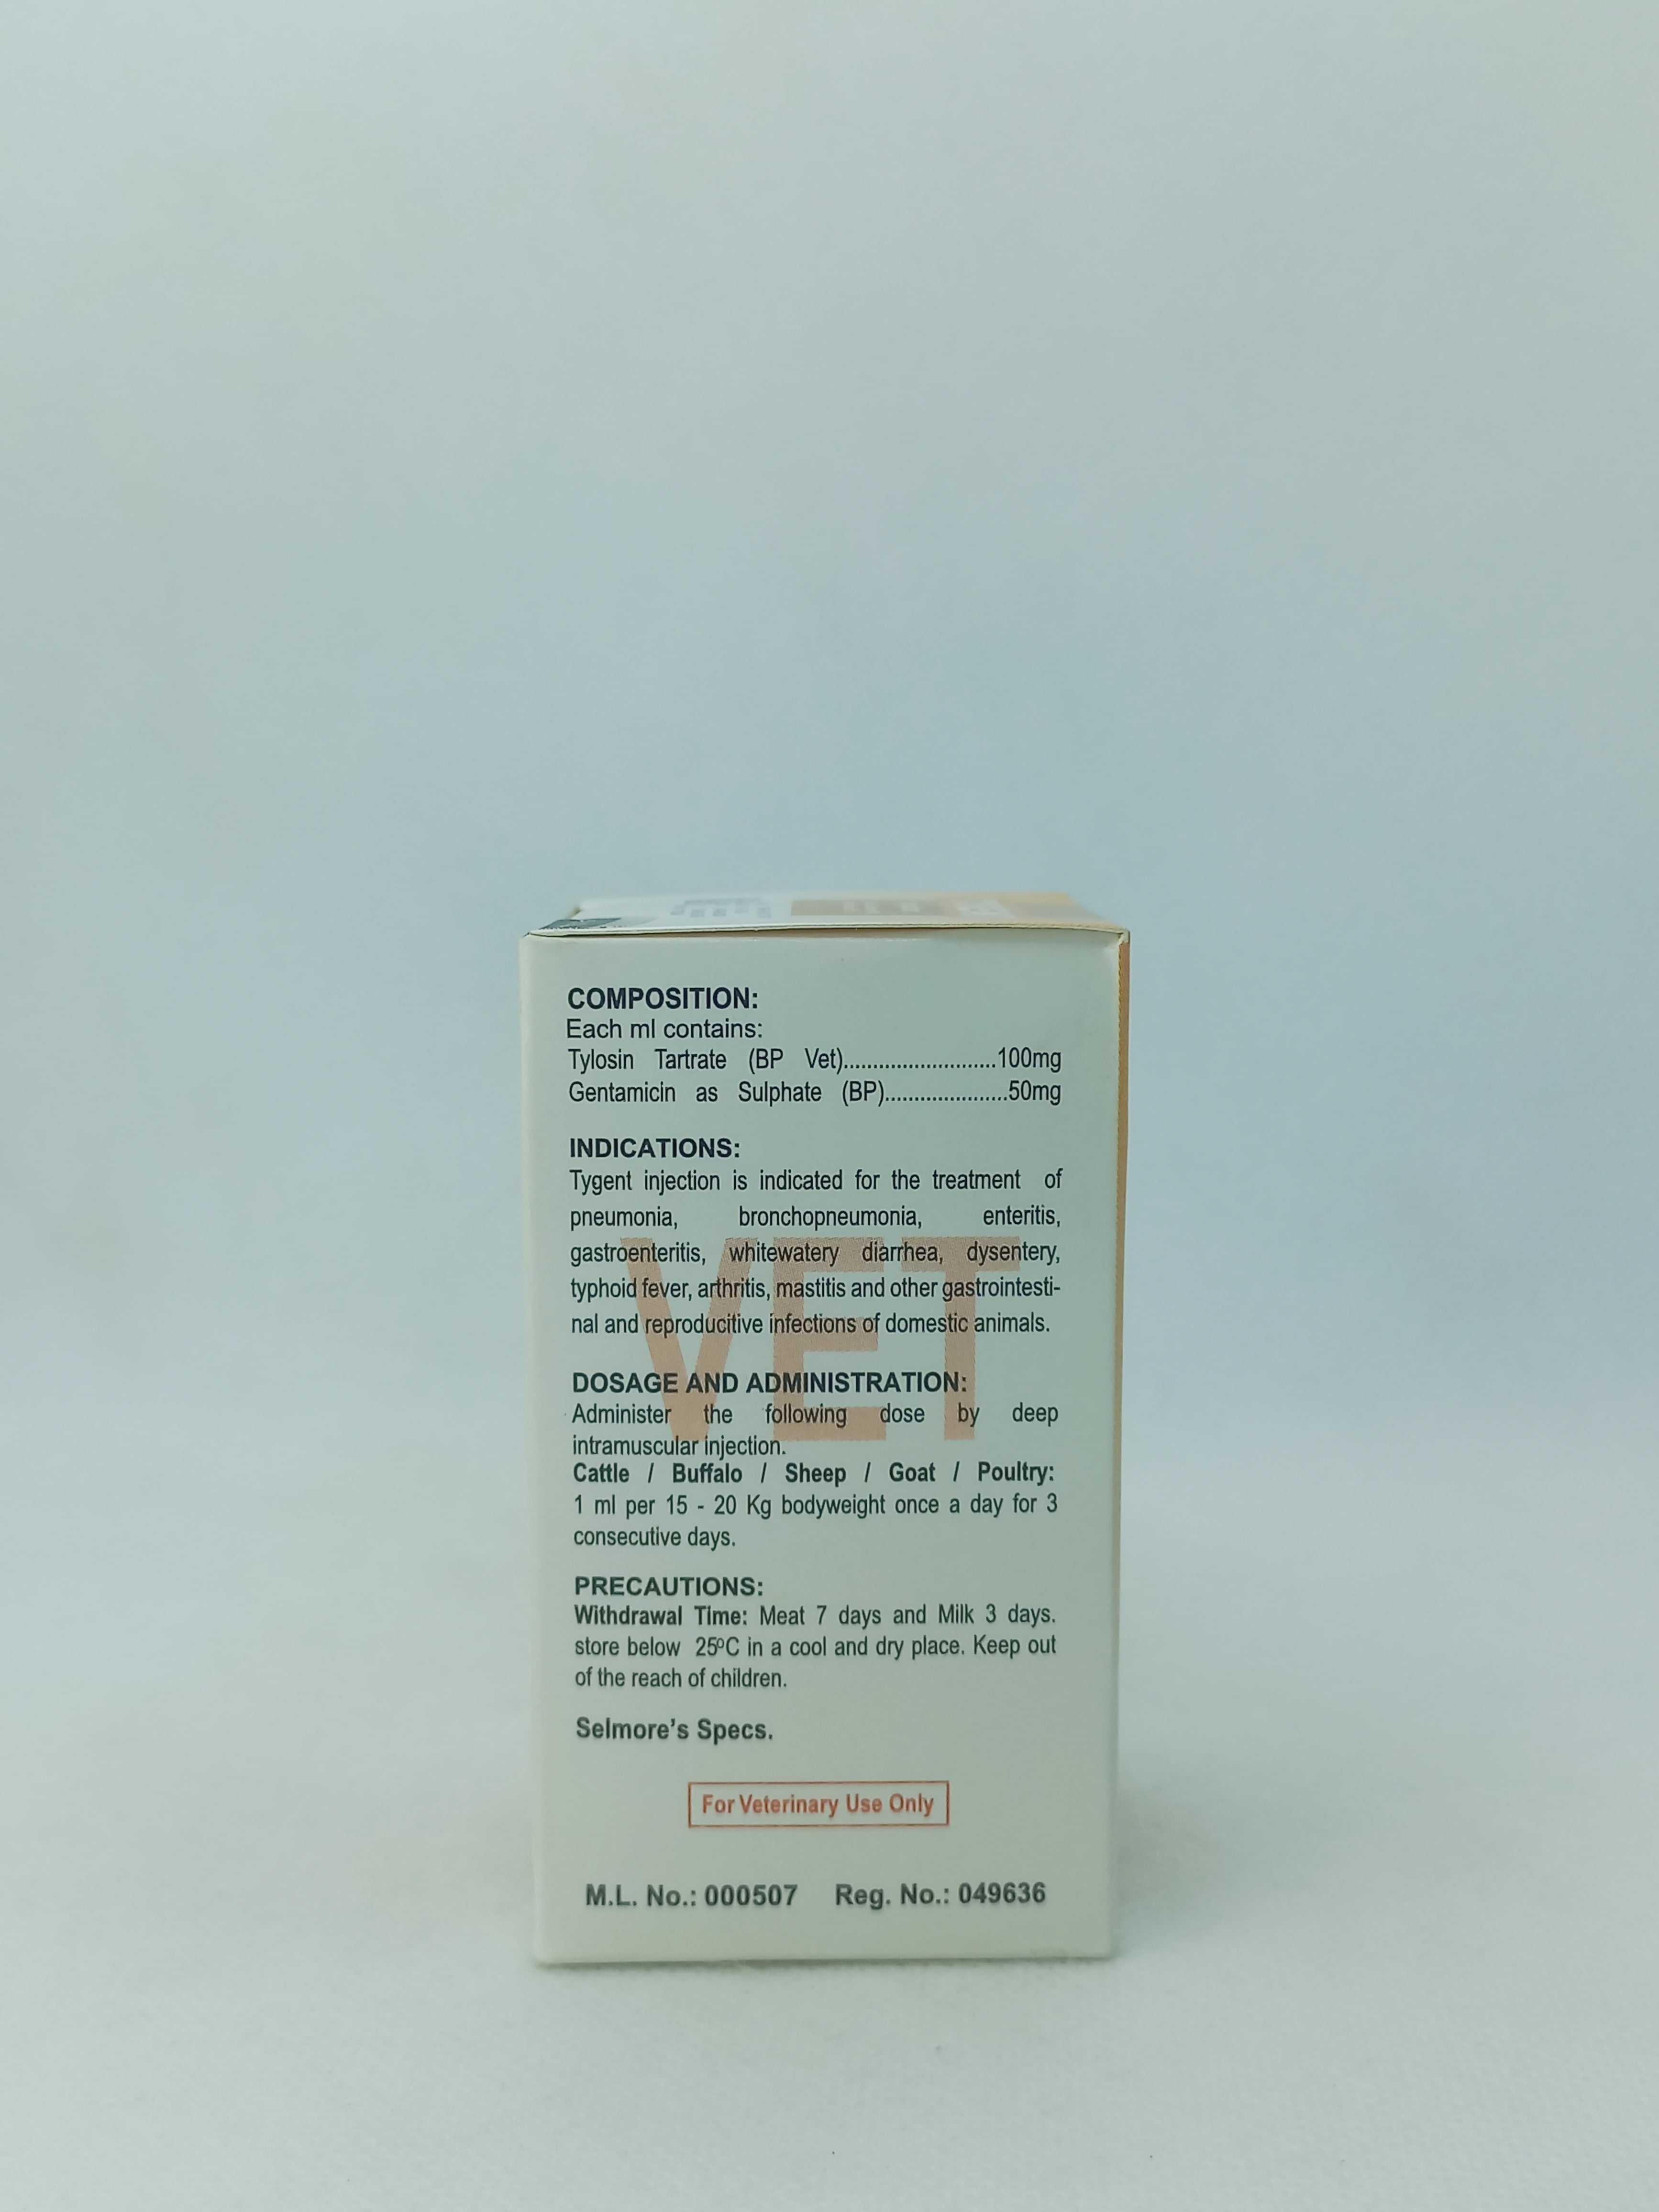 COMPOSITION:
Each ml contains:
Tylosin Tartrate (BP Vet)..........................100mg
Gentamicin as Sulphate (BP).....................50mg
INDICATIONS:
Tygent injection is indicated for the treatment of
pneumonia, bronchopneumonia, enteritis,
gastroenteritis, whitewatery diarrhea, dysentery,
typhoid fever, arthritis, mastitis and other gastrointesti-
nal and reproducitive infections of domestic animals.
VET
DOSAGE AND ADMINISTRATION:
Administer the following dose by deep
intramuscular injection.
Cattle / Buffalo / Sheep / Goat / Poultry:
1 ml per 15 - 20 Kg bodyweight once a day for 3
consecutive days.
PRECAUTIONS:
Withdrawal Time: Meat 7 days and Milk 3 days.
store below 25ºC in a cool and dry place. Keep out
of the reach of children.
Selmore’s Specs.
For Veterinary Use Only
M.L. No.: 000507 Reg. No.: 049636